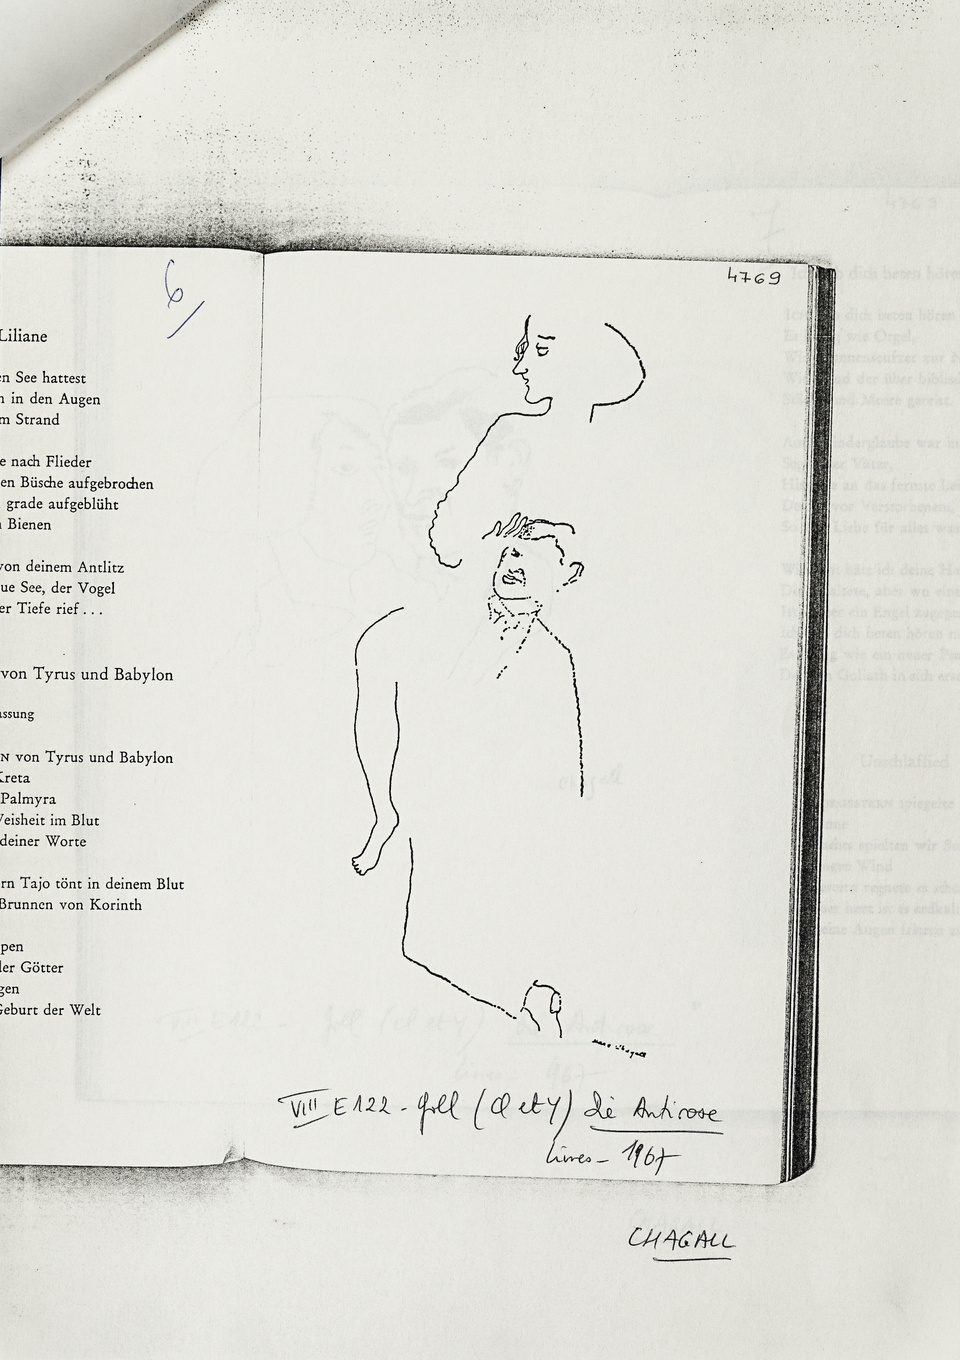 6/
Liliane
en See hattest
in den Augen
m Strand
e nach Flieder
en Büsche aufgebrochen
grade aufgeblüht
Bienen
von deinem Antlitz
ue See, der Vogel
er Tiefe rief . . .
von Tyrus und Babylon
assung
N von Tyrus und Babylon
Kreta
Palmyra
Weisheit im Blut
deiner Worte
rn Tajo tönt in deinem Blut
Brunnen von Korinth
pen
der Götter
gen
Geburt der Welt
4769
Marc Chagall
VIII E 122 - Goll (Cl et Y) Die Antirose
Livres - 1967
CHAGALL